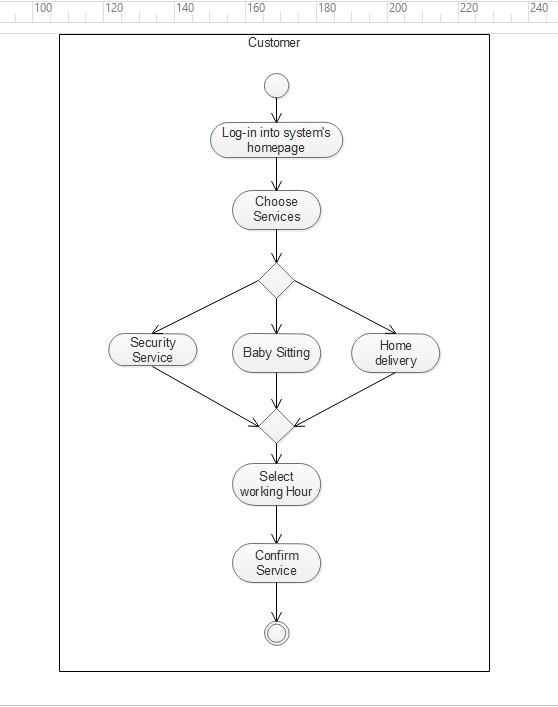 100 120 140 160 180 200 220 240
Customer
Log-in into system's
homepage
Choose
Services
Security
Service
Baby Sitting
Home
delivery
Select
working Hour
Confirm
Service